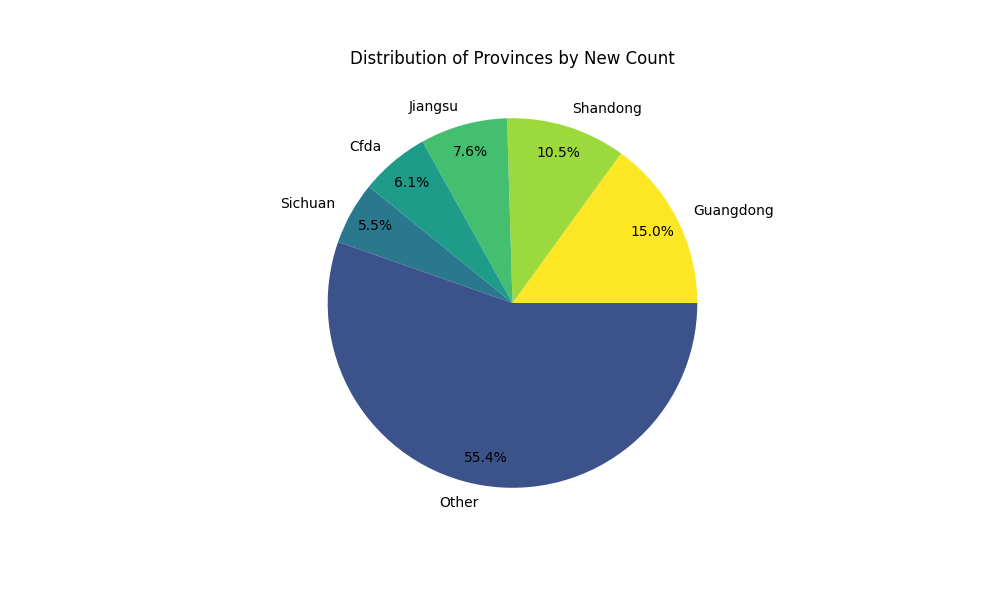 Distribution of Provinces by New Count
Jiangsu
Shandong
Cfda
7.6%
10.5%
6.1%
Sichuan
Guangdong
5.5%
15.0%
55.4%
Other